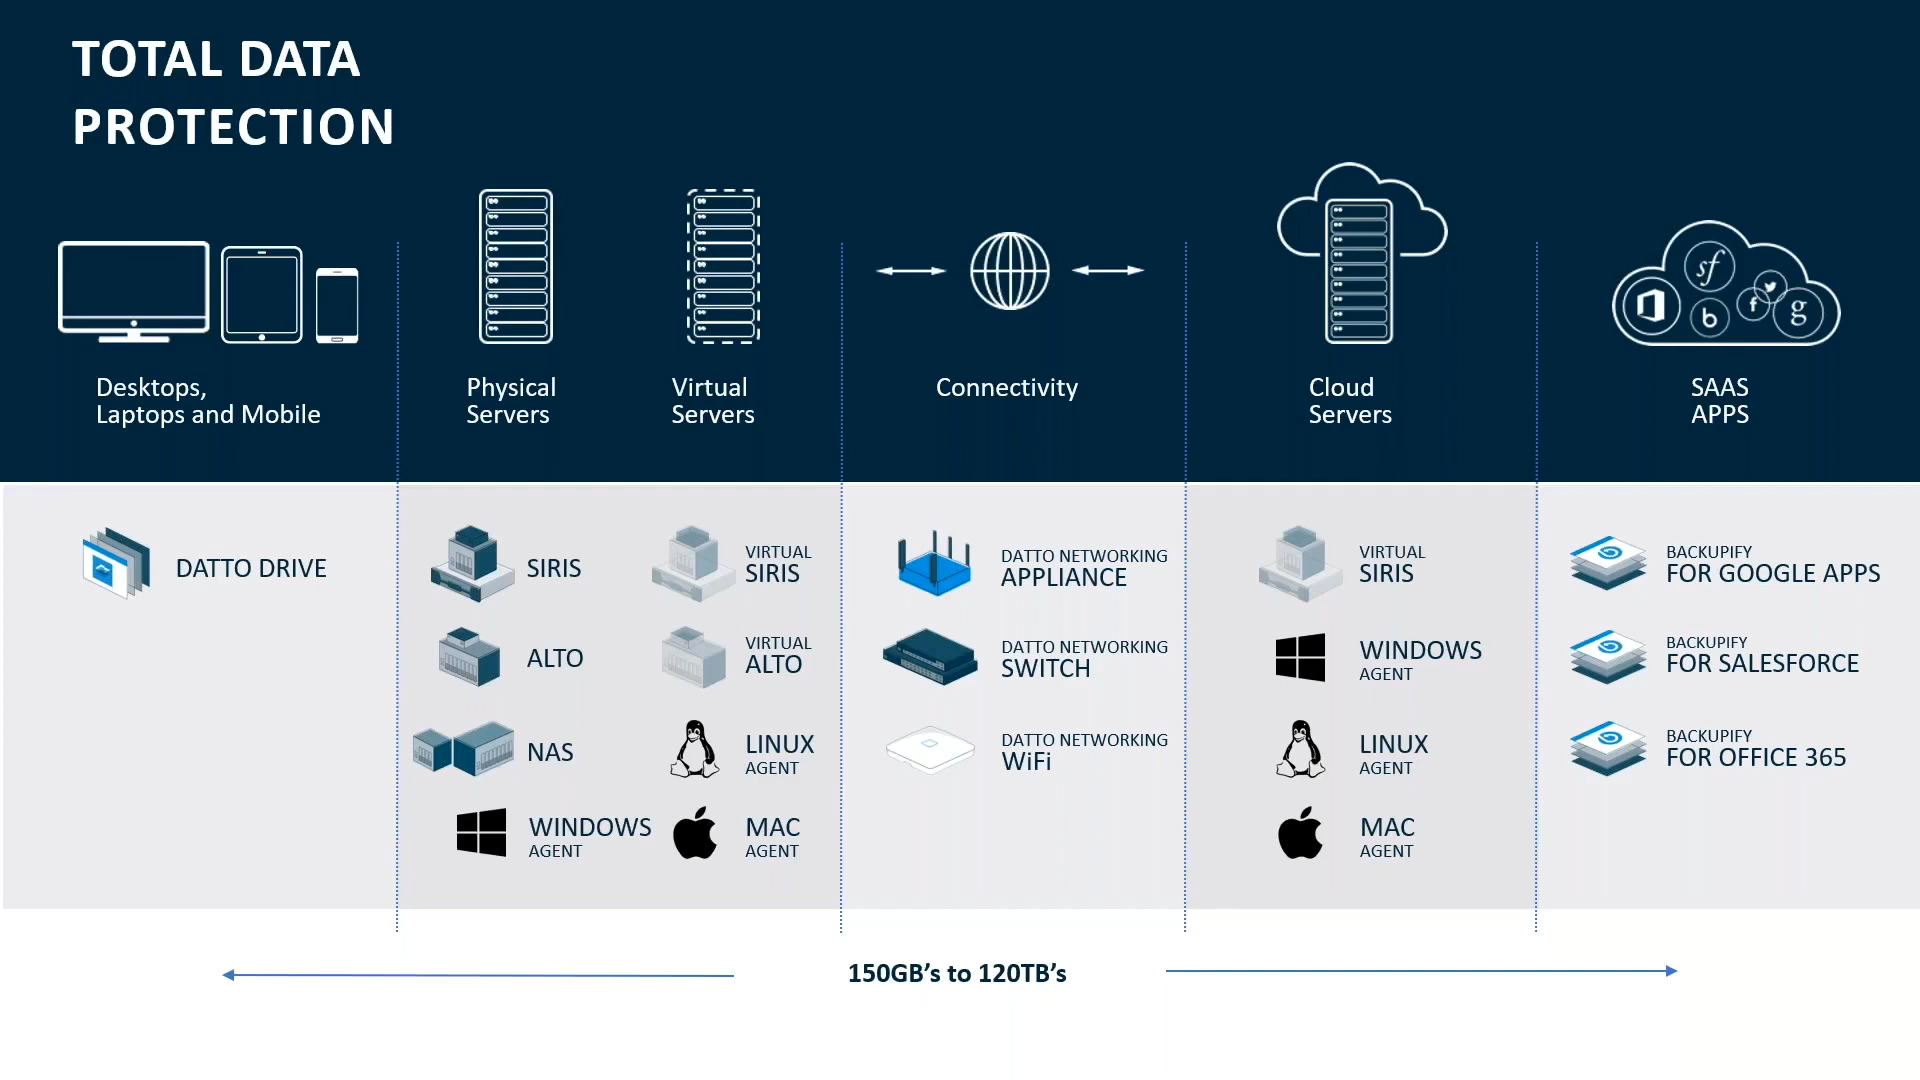 TOTAL DATA
PROTECTION
sf
b
f
g
Desktops,
Laptops and Mobile
Physical
Servers
Virtual
Servers
Connectivity
Cloud
Servers
SAAS
APPS
DATTO DRIVE
SIRIS
ALTO
NAS
WINDOWS
AGENT
VIRTUAL
SIRIS
VIRTUAL
ALTO
LINUX
AGENT
MAC
AGENT
DATTO NETWORKING
APPLIANCE
DATTO NETWORKING
SWITCH
DATTO NETWORKING
WiFi
VIRTUAL
SIRIS
WINDOWS
AGENT
LINUX
AGENT
MAC
AGENT
BACKUPIFY
FOR GOOGLE APPS
BACKUPIFY
FOR SALESFORCE
BACKUPIFY
FOR OFFICE 365
150GB’s to 120TB’s